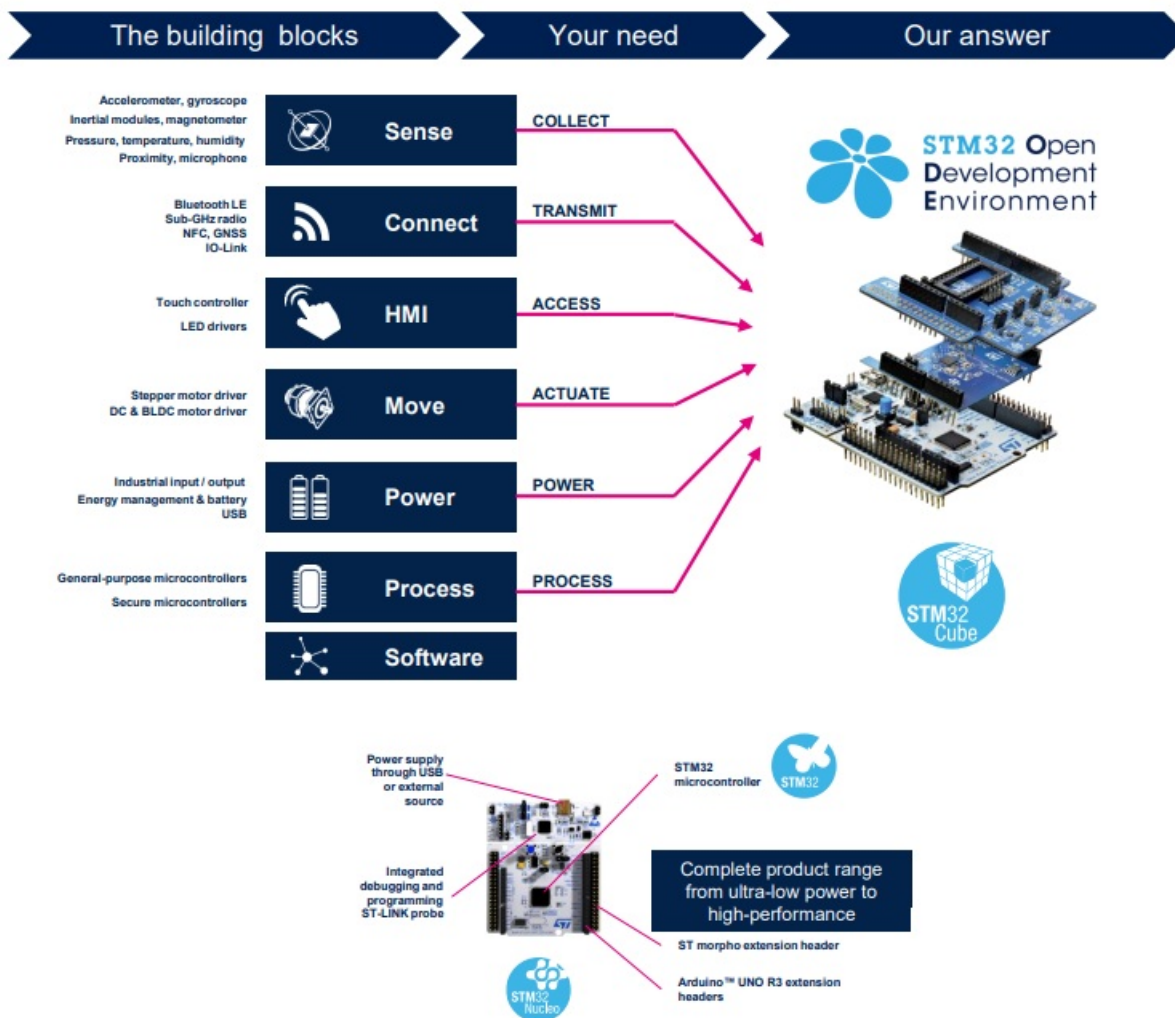 The building blocks
Your need
Our answer
Accelerometer, gyroscope
Inertial modules, magnetometer
Pressure, temperature, humidity
Proximity, microphone
Sense
COLLECT
STM32 Open
Development
Environment
Bluetooth LE
Sub-GHz radio
NFC, GNSS
IO-Link
Connect
TRANSMIT
Touch controller
LED drivers
HMI
ACCESS
Stepper motor driver
DC & BLDC motor driver
Move
ACTUATE
Industrial input / output
Energy management & battery
USB
Power
POWER
General-purpose microcontrollers
Secure microcontrollers
Process
PROCESS
STM32
Cube
Software
Power supply
through USB
or external
source
STM32
microcontroller
STM32
Integrated
debugging and
programming
ST-LINK probe
Complete product range
from ultra-low power to
high-performance
ST morpho extension header
Arduino™ UNO R3 extension
headers
STM32
Nucleo